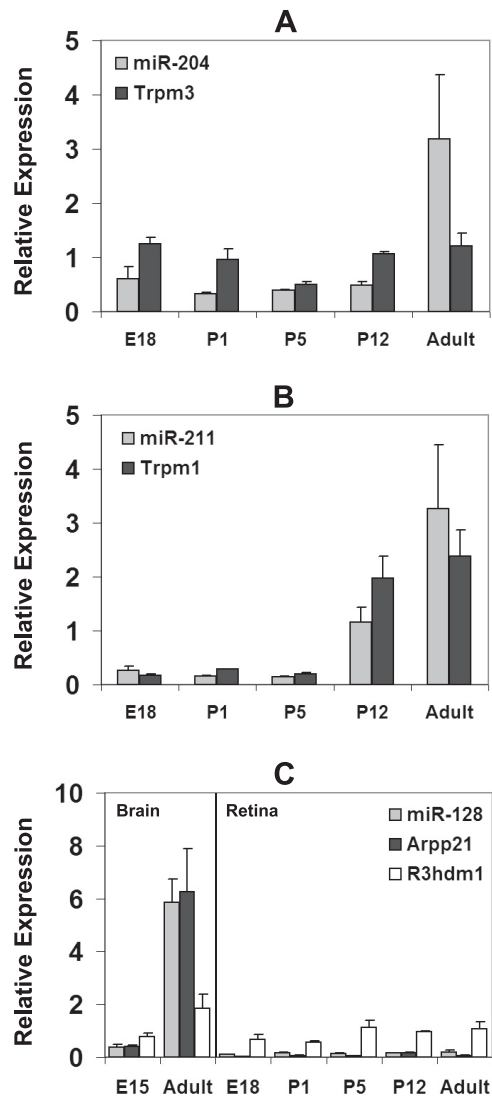 A
5
4
3
2
1
0
Relative Expression
miR-204
Trpm3
E18 P1 P5 P12 Adult
B
5
4
3
2
1
0
Relative Expression
miR-211
Trpm1
E18 P1 P5 P12 Adult
C
10
8
6
4
2
0
Relative Expression
Brain Retina
miR-128
Arpp21
R3hdm1
E15 Adult E18 P1 P5 P12 Adult